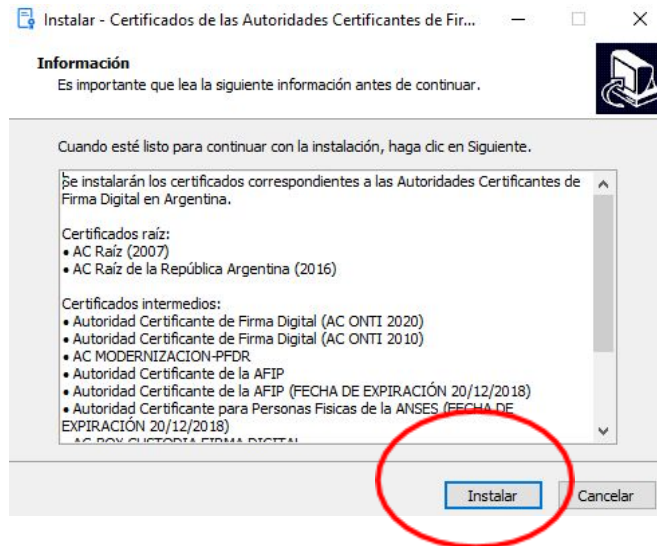 Instalar - Certificados de las Autoridades Certificantes de Fir...
Información
Es importante que lea la siguiente información antes de continuar.
Cuando esté listo para continuar con la instalación, haga clic en Siguiente.
Se instalarán los certificados correspondientes a las Autoridades Certificantes de
Firma Digital en Argentina.
Certificados raíz:
• AC Raíz (2007)
• AC Raíz de la República Argentina (2016)
Certificados intermedios:
• Autoridad Certificante de Firma Digital (AC ONTI 2020)
• Autoridad Certificante de Firma Digital (AC ONTI 2010)
• AC MODERNIZACION-PFDR
• Autoridad Certificante de la AFIP
• Autoridad Certificante de la AFIP (FECHA DE EXPIRACIÓN 20/12/2018)
• Autoridad Certificante para Personas Fisicas de la ANSES (FECHA DE
EXPIRACIÓN 20/12/2018)
• AC BOX CUSTODIA FIRMA DIGITAL
Instalar
Cancelar